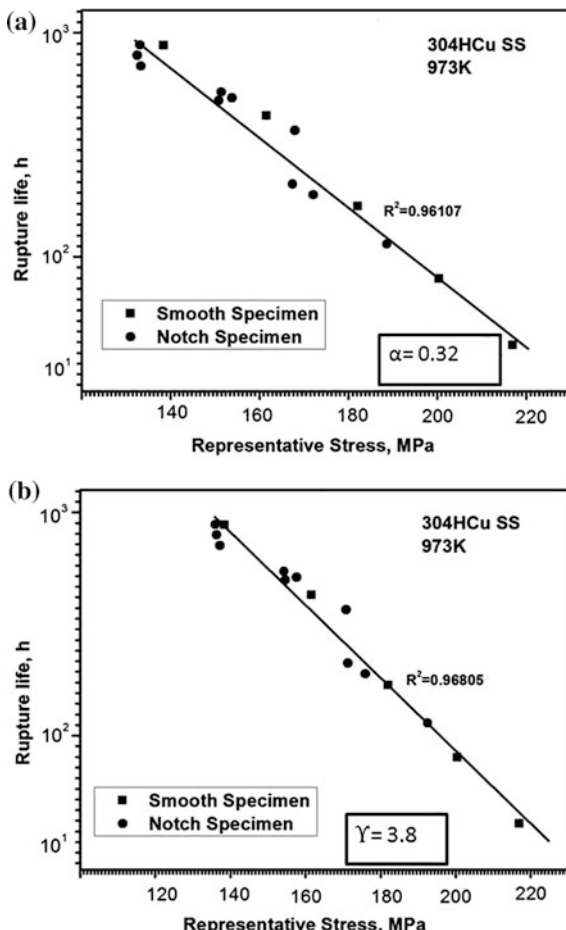 (a)
10³
304HCu SS
973K
Rupture life, h
R²=0.96107
10²
Smooth Specimen
Notch Specimen
α= 0.32
10¹
140 160 180 200 220
Representative Stress, MPa
(b)
10³
304HCu SS
973K
Rupture life, h
R²=0.96805
10²
Smooth Specimen
Notch Specimen
ϒ= 3.8
10¹
120 140 160 180 200 220
Representative Stress, MPa